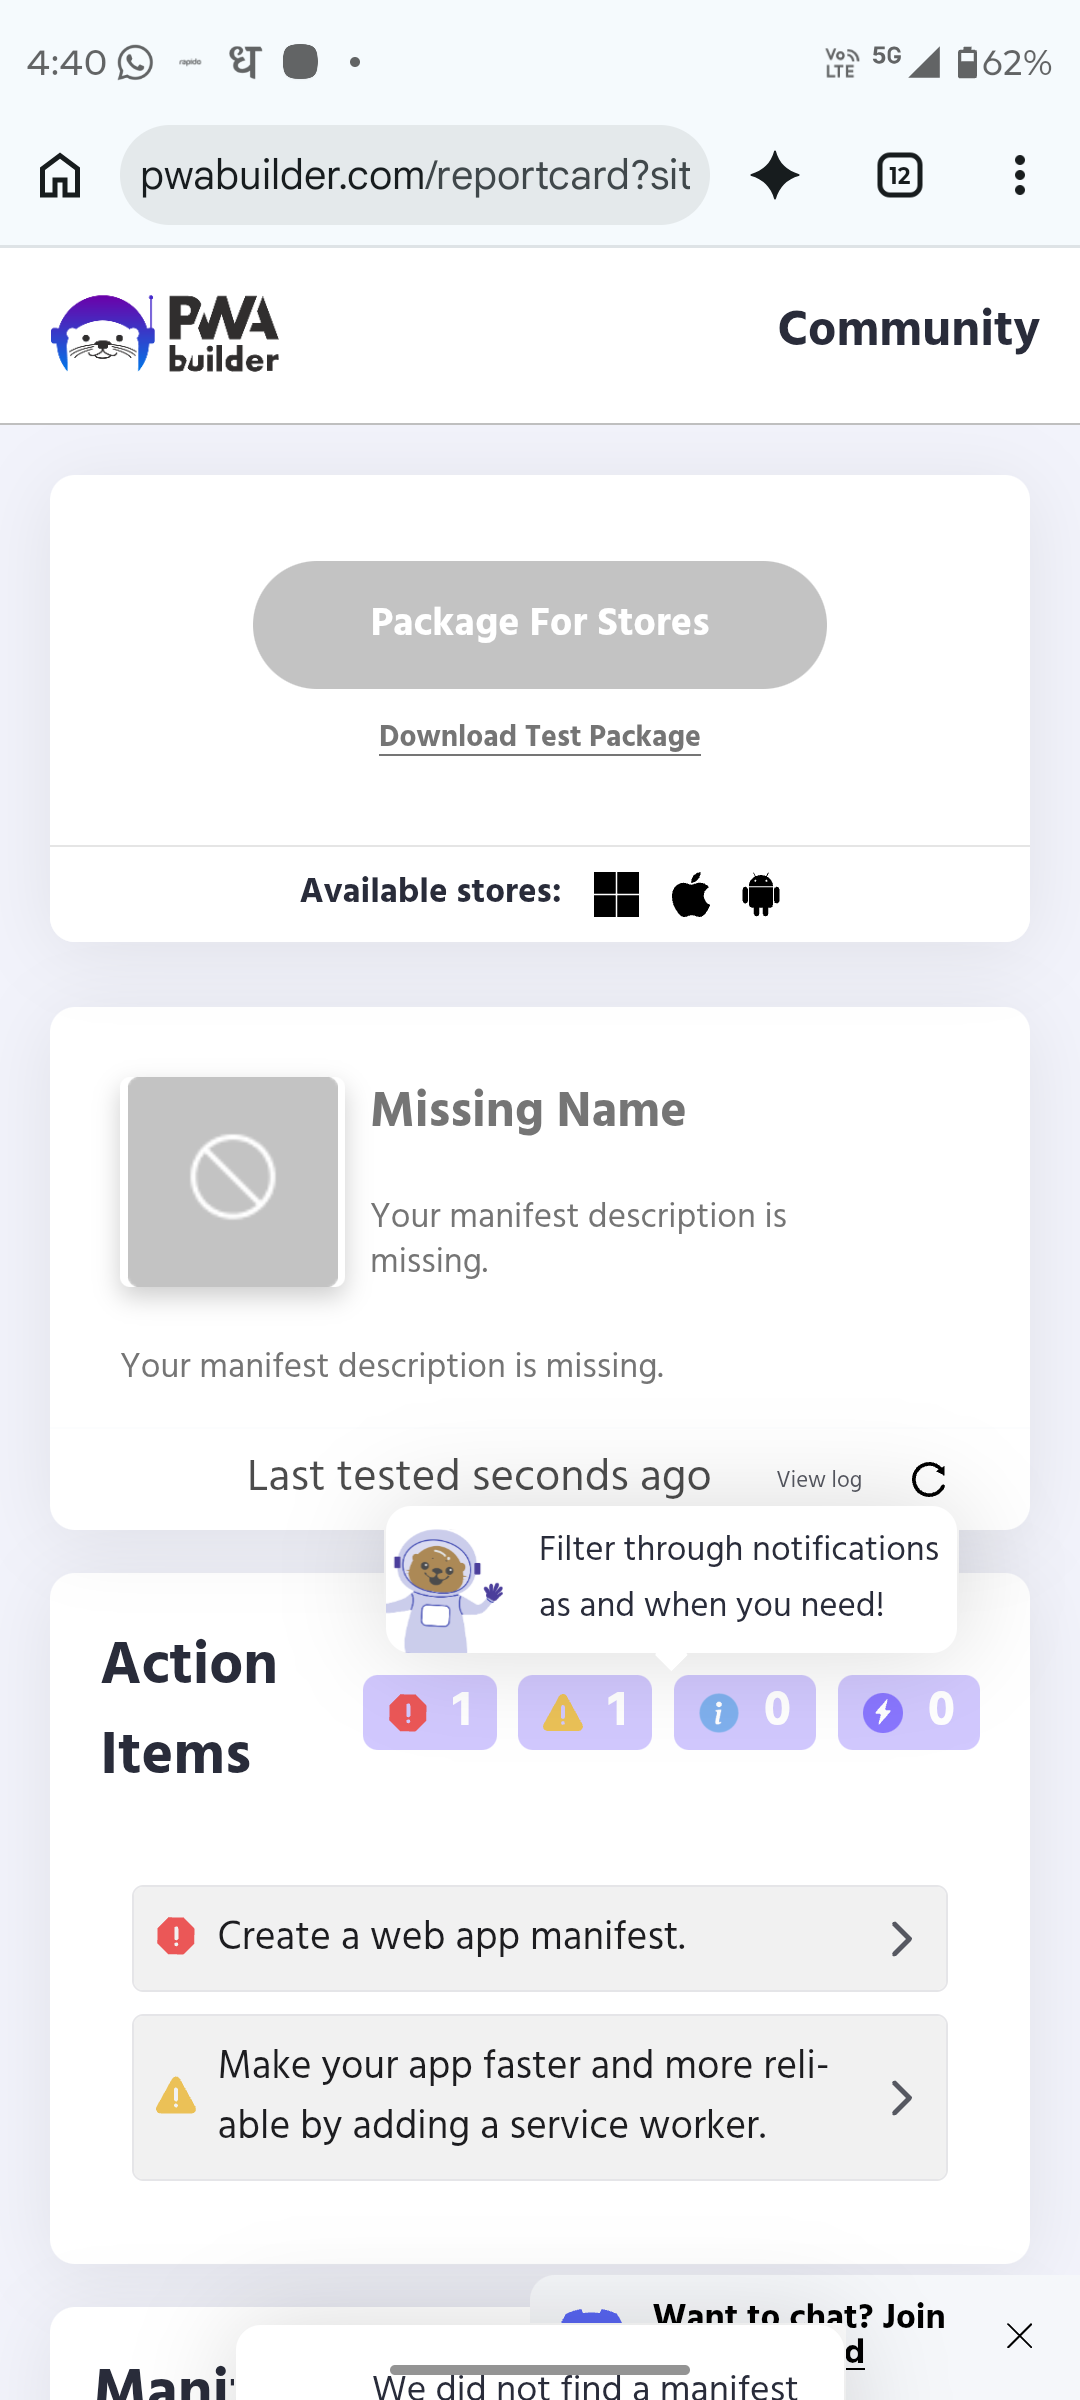 4:40
rapido
ध
Vo LTE
5G
62%
pwabuilder.com/reportcard?sit
12
PWA
builder
Community
Package For Stores
Download Test Package
Available stores:
Missing Name
Your manifest description is
missing.
Your manifest description is missing.
Last tested seconds ago
View log
Filter through notifications
as and when you need!
Action
Items
1
1
0
0
Create a web app manifest.
Make your app faster and more reli-
able by adding a service worker.
Want to chat? Join
d
Mani
We did not find a manifest